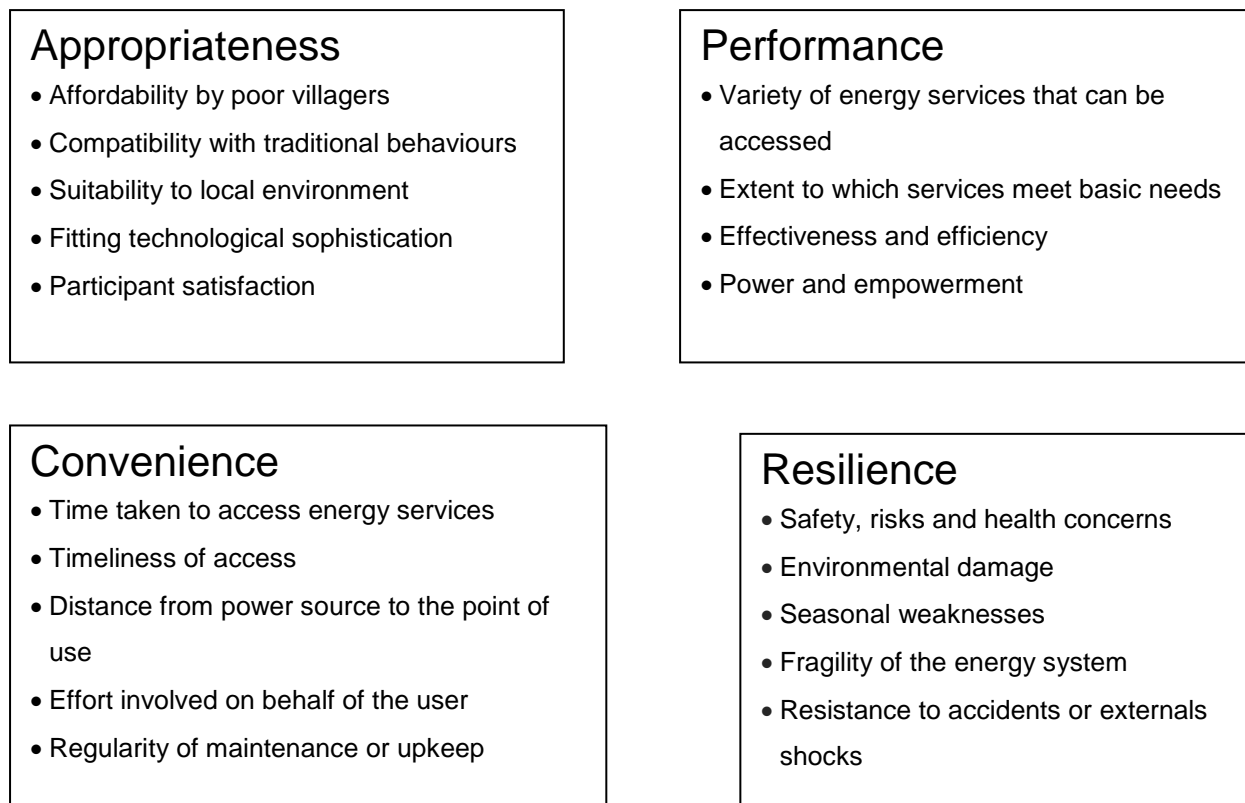 Appropriateness
• Affordability by poor villagers
• Compatibility with traditional behaviours
• Suitability to local environment
• Fitting technological sophistication
• Participant satisfaction
Performance
• Variety of energy services that can be
accessed
• Extent to which services meet basic needs
• Effectiveness and efficiency
• Power and empowerment
Convenience
• Time taken to access energy services
• Timeliness of access
• Distance from power source to the point of
use
• Effort involved on behalf of the user
• Regularity of maintenance or upkeep
Resilience
• Safety, risks and health concerns
• Environmental damage
• Seasonal weaknesses
• Fragility of the energy system
• Resistance to accidents or externals
shocks